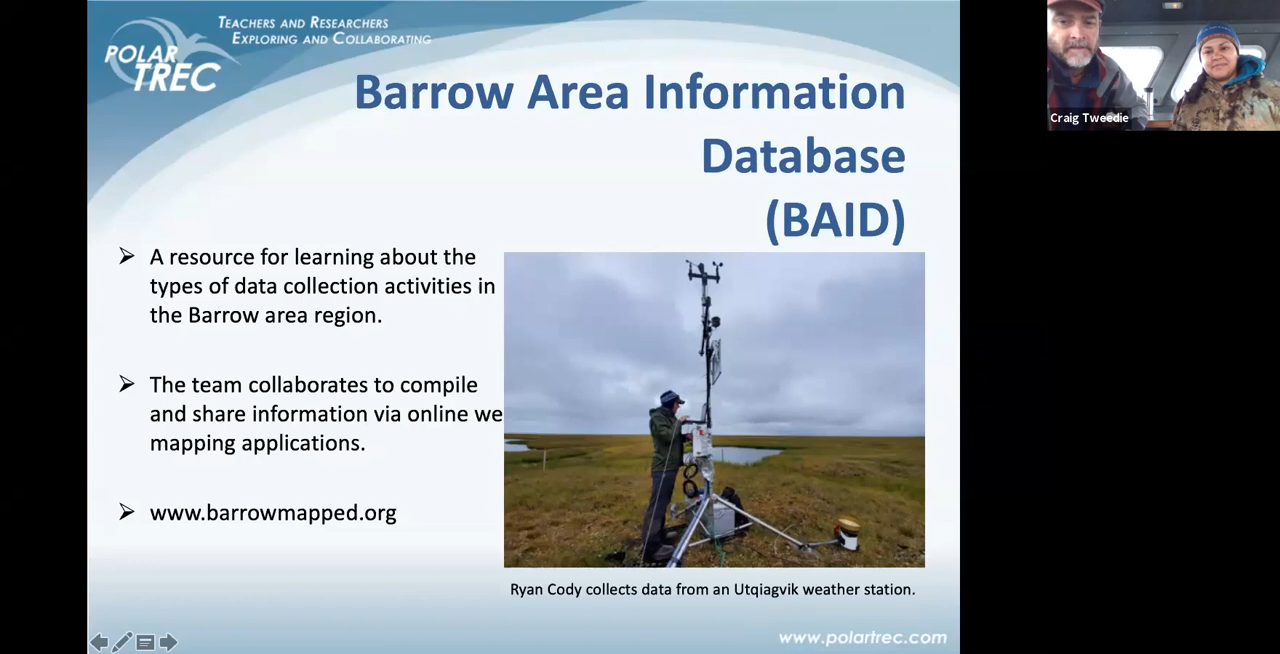 TEACHERS AND RESEARCHERS
EXPLORING AND COLLABORATING
POLAR
TREC
Barrow Area Information
Database
(BAID)
➢ A resource for learning about the
types of data collection activities in
the Barrow area region.
➢ The team collaborates to compile
and share information via online we
mapping applications.
➢ www.barrowmapped.org
Ryan Cody collects data from an Utqiagvik weather station.
www.polartrec.com
Craig Tweedie